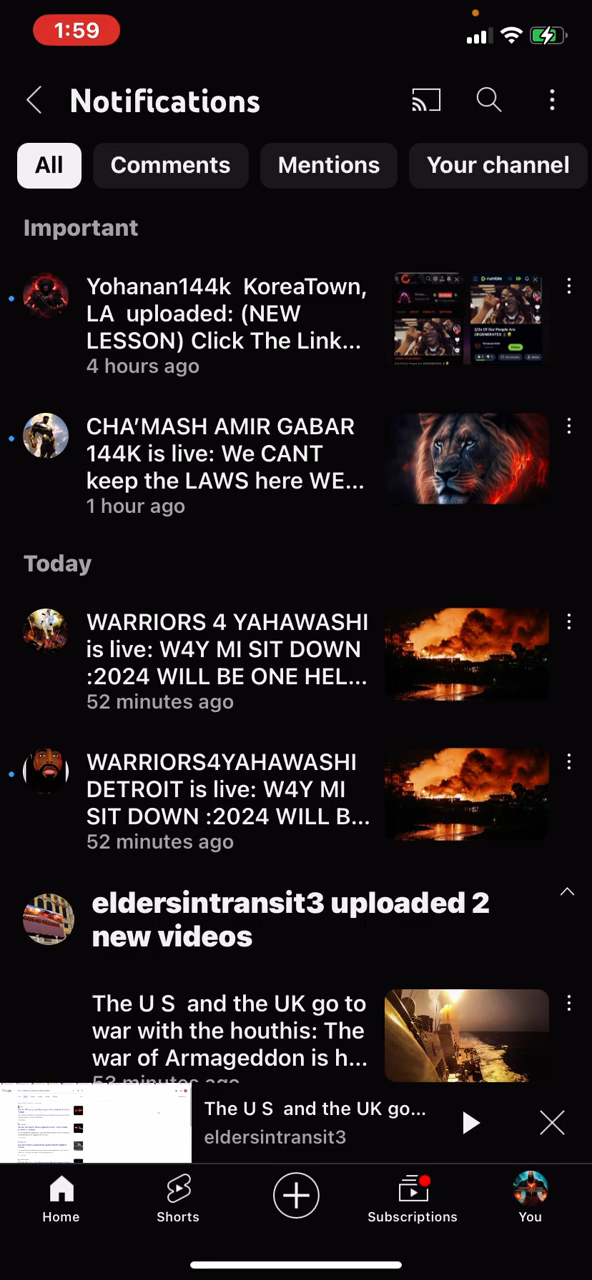 1:59
Notifications
All
Comments
Mentions
Your channel
Important
Yohanan144k KoreaTown,
LA uploaded: (NEW
LESSON) Click The Link...
4 hours ago
CHA’MASH AMIR GABAR
144K is live: We CANT
keep the LAWS here WE...
1 hour ago
Today
WARRIORS 4 YAHAWASHI
is live: W4Y MI SIT DOWN
:2024 WILL BE ONE HEL...
52 minutes ago
WARRIORS4YAHAWASHI
DETROIT is live: W4Y MI
SIT DOWN :2024 WILL B...
52 minutes ago
eldersintransit3 uploaded 2
new videos
The U S and the UK go to
war with the houthis: The
war of Armageddon is h...
53 minutes ago
The U S and the UK go...
eldersintransit3
Home
Shorts
Subscriptions
You